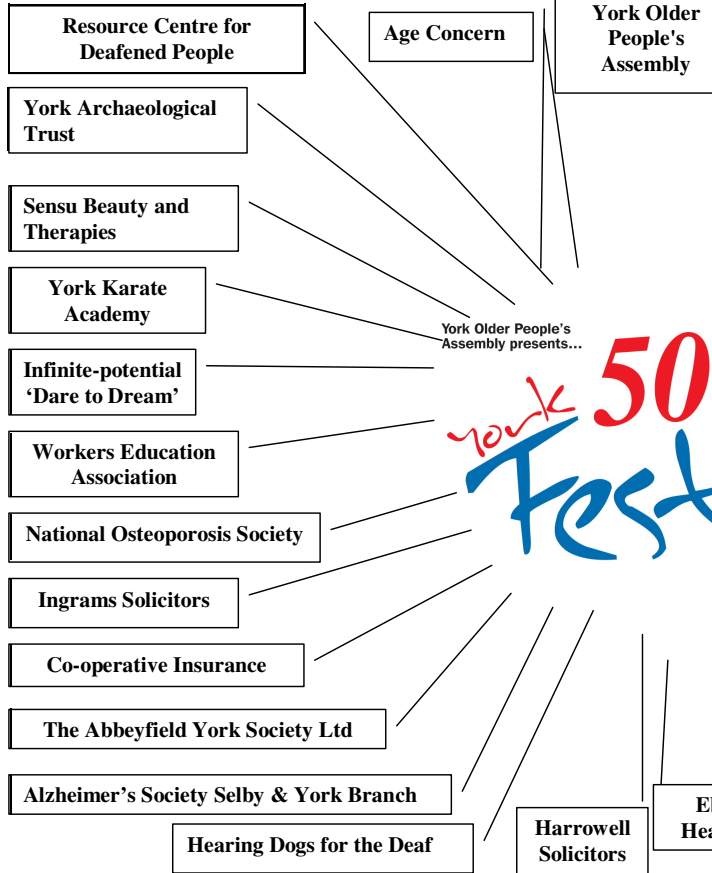 Resource Centre for
Deafened People
Age Concern
York Older
People's
Assembly
York Archaeological
Trust
Sensu Beauty and
Therapies
York Karate
Academy
Infinite-potential
‘Dare to Dream’
Workers Education
Association
National Osteoporosis Society
Ingrams Solicitors
Co-operative Insurance
The Abbeyfield York Society Ltd
Alzheimer’s Society Selby & York Branch
Hearing Dogs for the Deaf
Harrowell
Solicitors
York Older People's
Assembly presents...
York 50
Fest